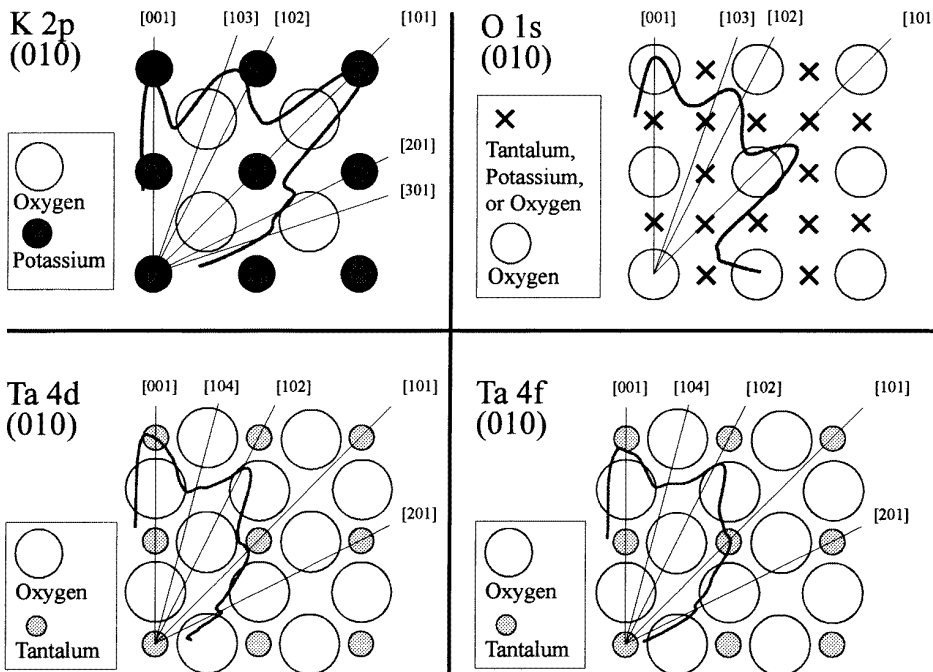 K 2p
(010)
[001]
[103]
[102]
[101]
[201]
[301]
Oxygen
Potassium
O 1s
(010)
[001]
[103]
[102]
[101]
Tantalum,
Potassium,
or Oxygen
Oxygen
Ta 4d
(010)
[001]
[104]
[102]
[101]
[201]
Oxygen
Tantalum
Ta 4f
(010)
[001]
[104]
[102]
[101]
[201]
Oxygen
Tantalum